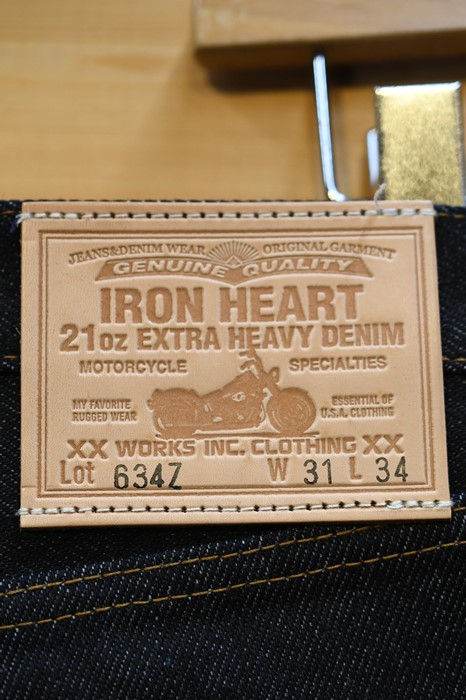 JEANS&DENIM WEAR ORIGINAL GARMENT
GENUINE QUALITY
IRON HEART
21oz EXTRA HEAVY DENIM
MOTORCYCLE SPECIALTIES
MY FAVORITE ESSENTIAL OF
RUGGED WEAR U.S.A. CLOTHING
XX WORKS INC. CLOTHING XX
Lot 634Z W 31 L 34